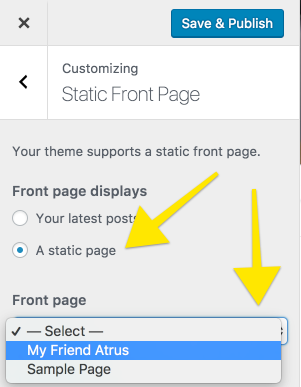 Save & Publish
Customizing
Static Front Page
Your theme supports a static front page.
Front page displays
Your latest posts
A static page
Front page
— Select —
My Friend Atrus
Sample Page